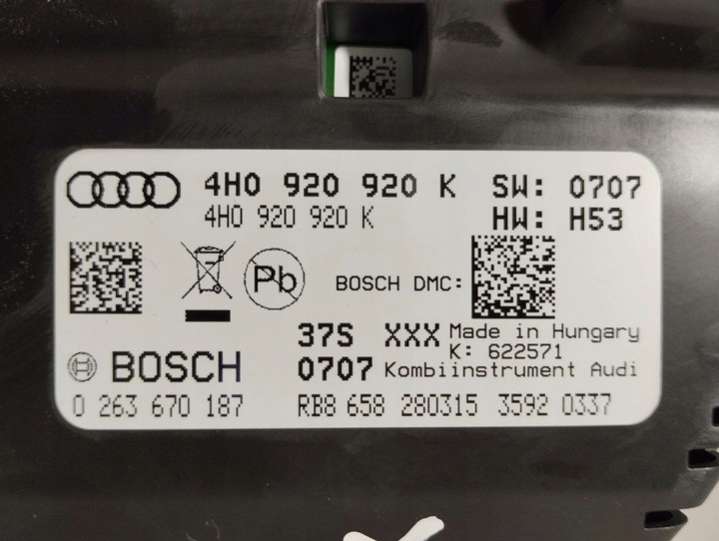 4H0 920 920 K SW: 0707
4H0 920 920 K HW: H53
Pb BOSCH DMC:
37S XXX Made in Hungary
K: 622571
BOSCH 0707 Kombiinstrument Audi
0 263 670 187 RB8 658 280315 3592 0337